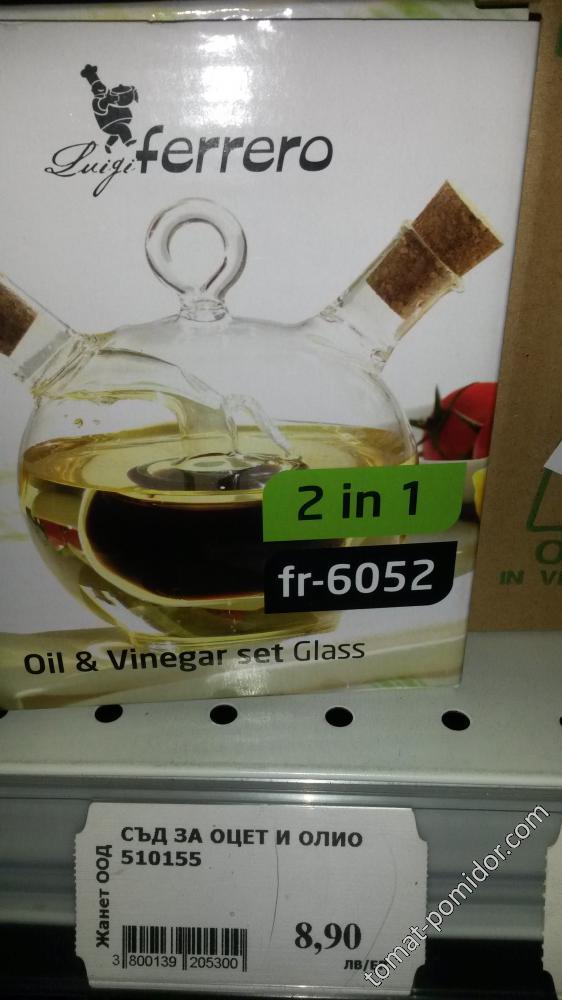 Luigi ferrero
2 in 1
fr-6052
Oil & Vinegar set Glass
IN
Жанет ООД
СЪД ЗА ОЦЕТ И ОЛИО
510155
3 800139 205300
8,90
tomat-pomidor.com